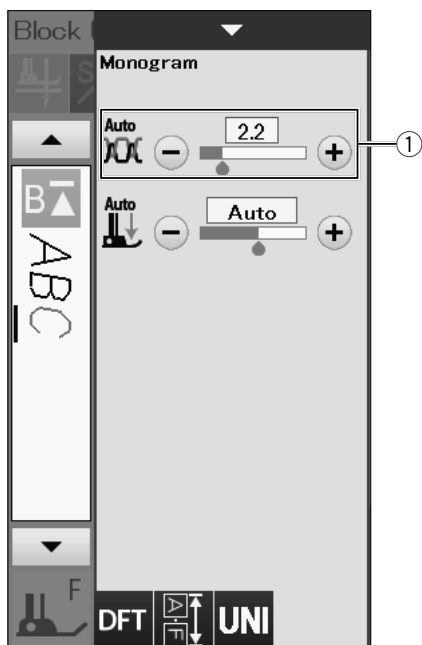 Block
S
Monogram
Auto
2.2
①
Auto
Auto
B
ABC
F
DFT
A F
UNI